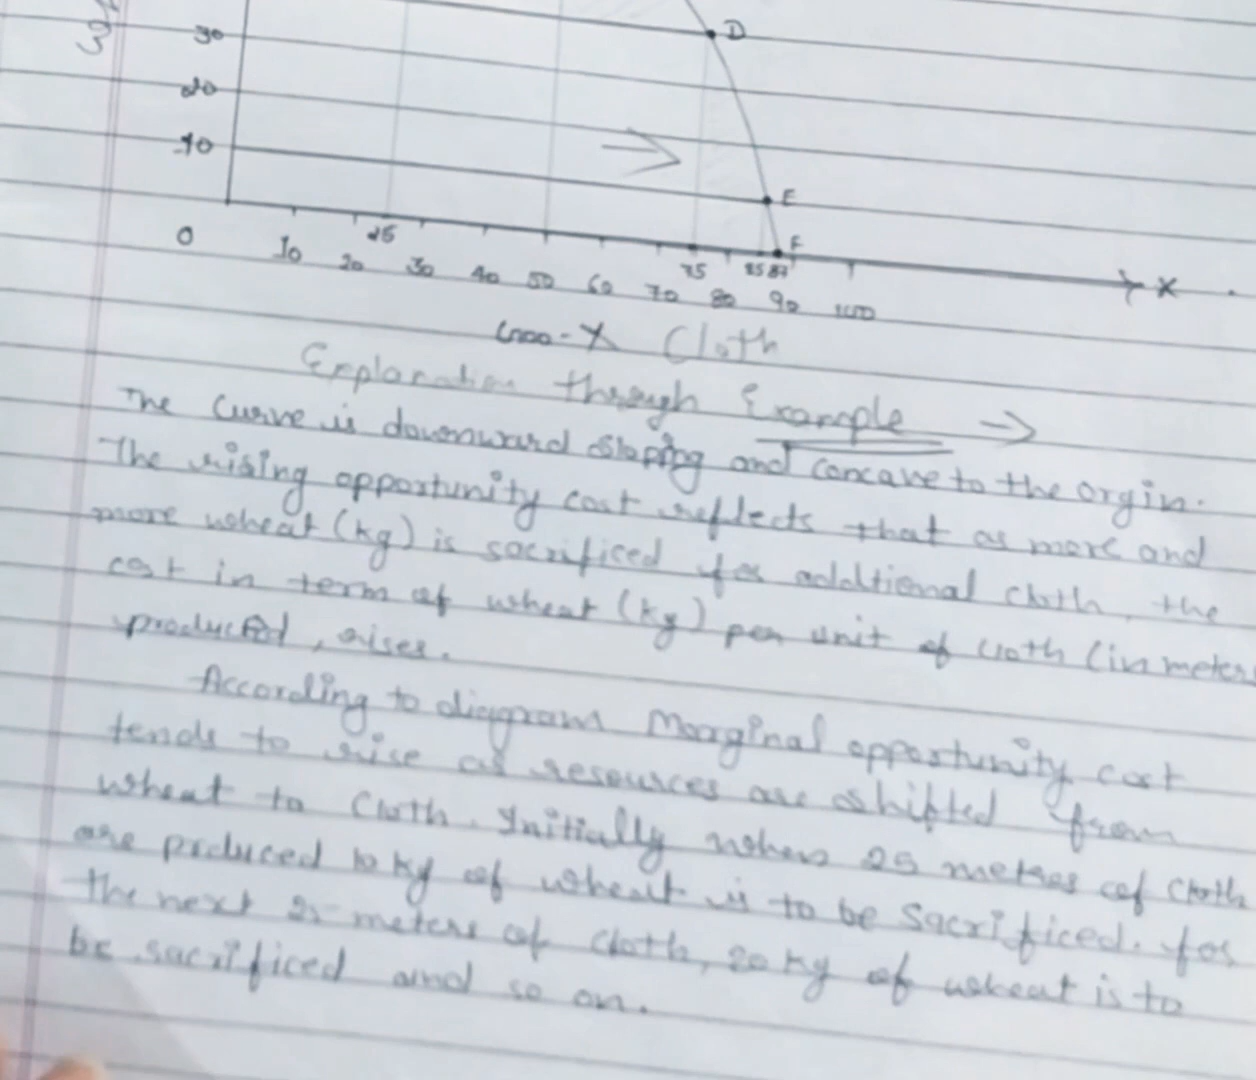 30 D
20
10
E
F
0 10 20 25 30 40 50 60 70 75 80 85 87 90 100 X
Good-X Cloth
Explanation through Example →
The curve is downward sloping and concave to the orgin.
The rising opportunity cost reflects that as more and
more wheat (kg) is sacrificed for additional cloth, the
cost in term of wheat (kg) per unit of cloth (in meter
produced, rises.
According to diagram Marginal opportunity cost
tends to rise as resources are shifted from
wheat to cloth. Initially when 25 metres of cloth
are produced 10 kg of wheat is to be sacrificed. for
the next 25 meters of cloth, 20 kg of wheat is to
be sacrificed and so on.